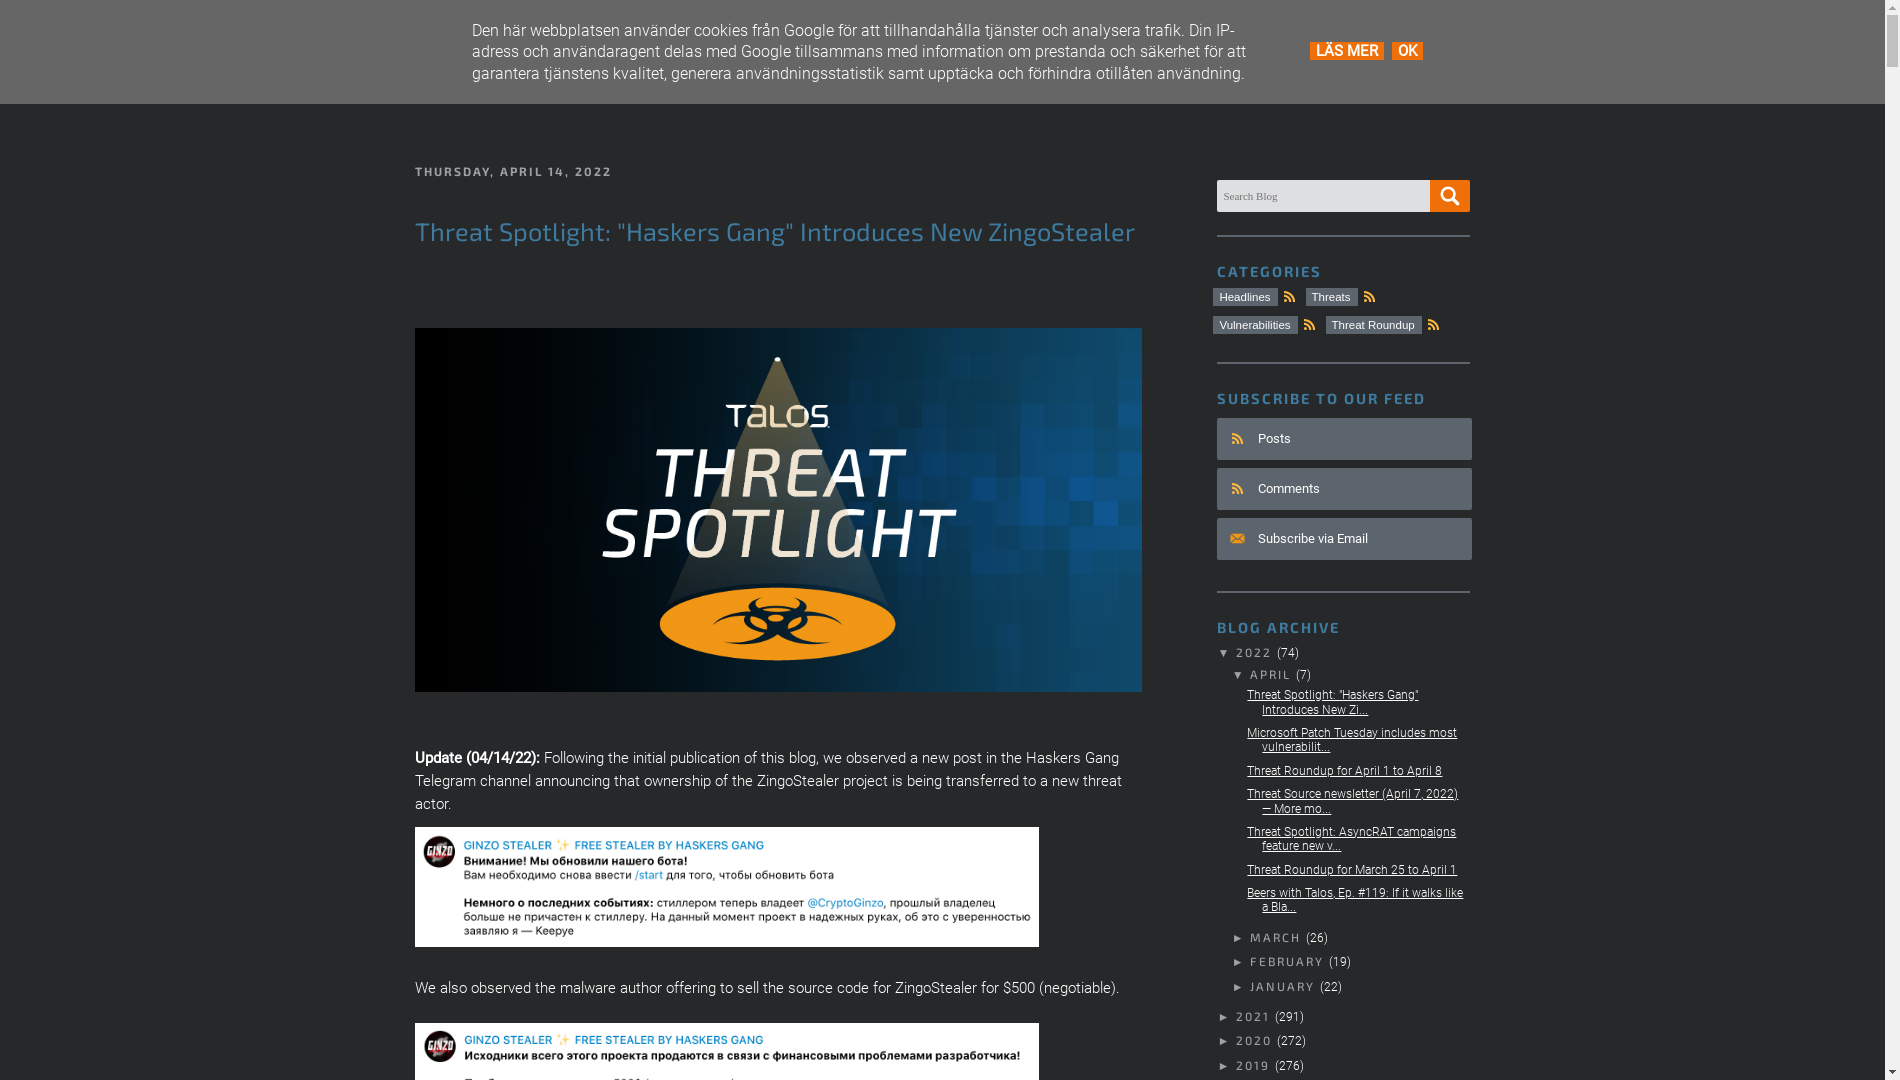 Den här webbplatsen använder cookies från Google för att tillhandahålla tjänster och analysera trafik. Din IP-
adress och användaragent delas med Google tillsammans med information om prestanda och säkerhet för att
garantera tjänstens kvalitet, generera användningsstatistik samt upptäcka och förhindra otillåten användning.
LÄS MER OK
THURSDAY, APRIL 14, 2022
Threat Spotlight: "Haskers Gang" Introduces New ZingoStealer
TALOS
THREAT
SPOTLIGHT
Update (04/14/22): Following the initial publication of this blog, we observed a new post in the Haskers Gang
Telegram channel announcing that ownership of the ZingoStealer project is being transferred to a new threat
actor.
GINZO
GINZO STEALER ✨ FREE STEALER BY HASKERS GANG
Внимание! Мы обновили нашего бота!
Вам необходимо снова ввести /start для того, чтобы обновить бота
Немного о последних событиях: стиллером теперь владеет @CryptoGinzo, прошлый владелец
больше не причастен к стиллеру. На данный момент проект в надежных руках, об это с уверенностью
заявляю я — Keepye
We also observed the malware author offering to sell the source code for ZingoStealer for $500 (negotiable).
GINZO
GINZO STEALER ✨ FREE STEALER BY HASKERS GANG
Исходники всего этого проекта продаются в связи с финансовыми проблемами разработчика!
Search Blog
CATEGORIES
Headlines Threats
Vulnerabilities Threat Roundup
SUBSCRIBE TO OUR FEED
Posts
Comments
Subscribe via Email
BLOG ARCHIVE
▼ 2022 (74)
▼ APRIL (7)
Threat Spotlight: "Haskers Gang"
Introduces New Zi...
Microsoft Patch Tuesday includes most
vulnerabilit...
Threat Roundup for April 1 to April 8
Threat Source newsletter (April 7, 2022)
— More mo...
Threat Spotlight: AsyncRAT campaigns
feature new v...
Threat Roundup for March 25 to April 1
Beers with Talos, Ep. #119: If it walks like
a Bla...
► MARCH (26)
► FEBRUARY (19)
► JANUARY (22)
► 2021 (291)
► 2020 (272)
► 2019 (276)